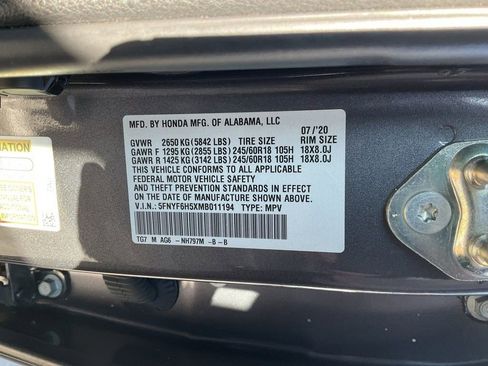 MFD. BY HONDA MFG. OF ALABAMA, LLC
07/'20
GVWR 2650 KG (5842 LBS) TIRE SIZE RIM SIZE
GAWR F 1295 KG (2855 LBS) 245/60R18 105H 18X8.0J
GAWR R 1425 KG (3142 LBS) 245/60R18 105H 18X8.0J
THIS VEHICLE CONFORMS TO ALL APPLICABLE
FEDERAL MOTOR VEHICLE SAFETY
AND THEFT PREVENTION STANDARDS IN EFFECT
ON THE DATE OF MANUFACTURE SHOWN ABOVE.
V.I.N.: 5FNYF6H5XMB011194 TYPE: MPV
TG7 M AG6 -NH797M -B -B